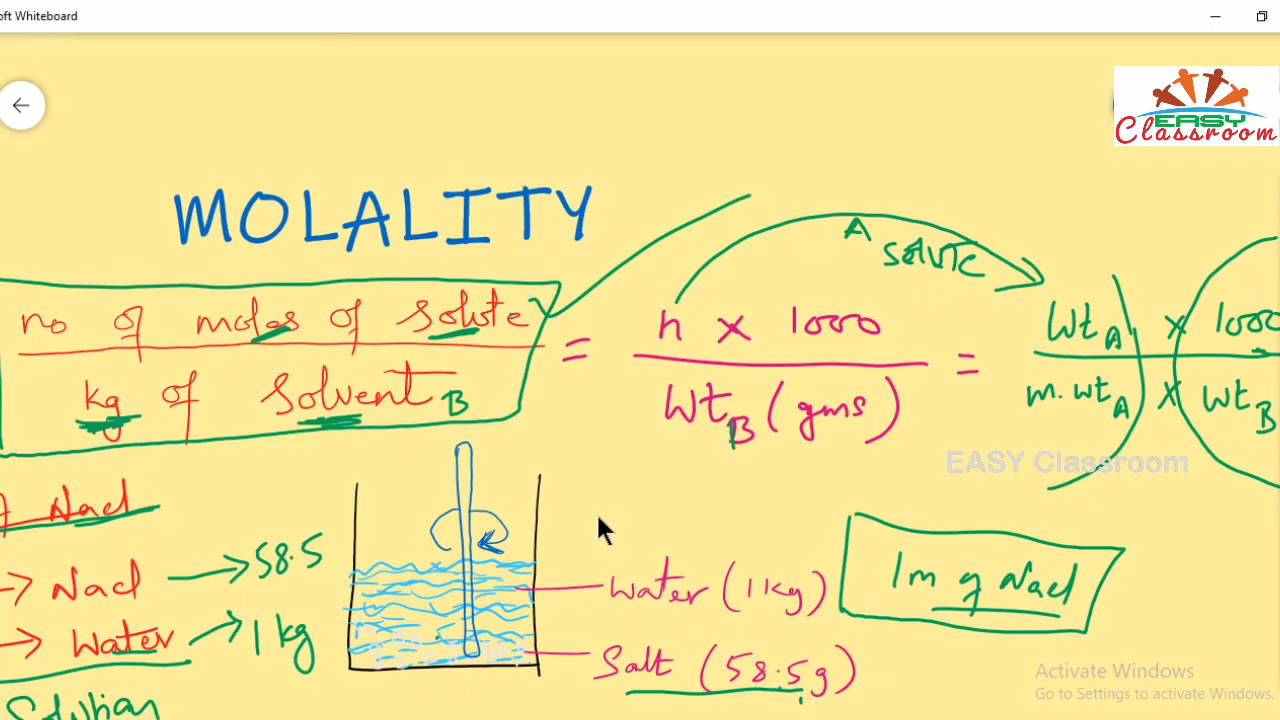 oft Whiteboard
EASY
Classroom
MOLALITY
A solute
no of moles of solute = n x 1000 = WtA x 1000
kg of Solvent B WtB (gms) m.wtA x WtB
EASY Classroom
Nacl
→ Nacl → 58.5
→ Water → 1 kg
Water (1kg)
Salt (58.5g)
1m of Nacl
Solution
Activate Windows
Go to Settings to activate Windows.